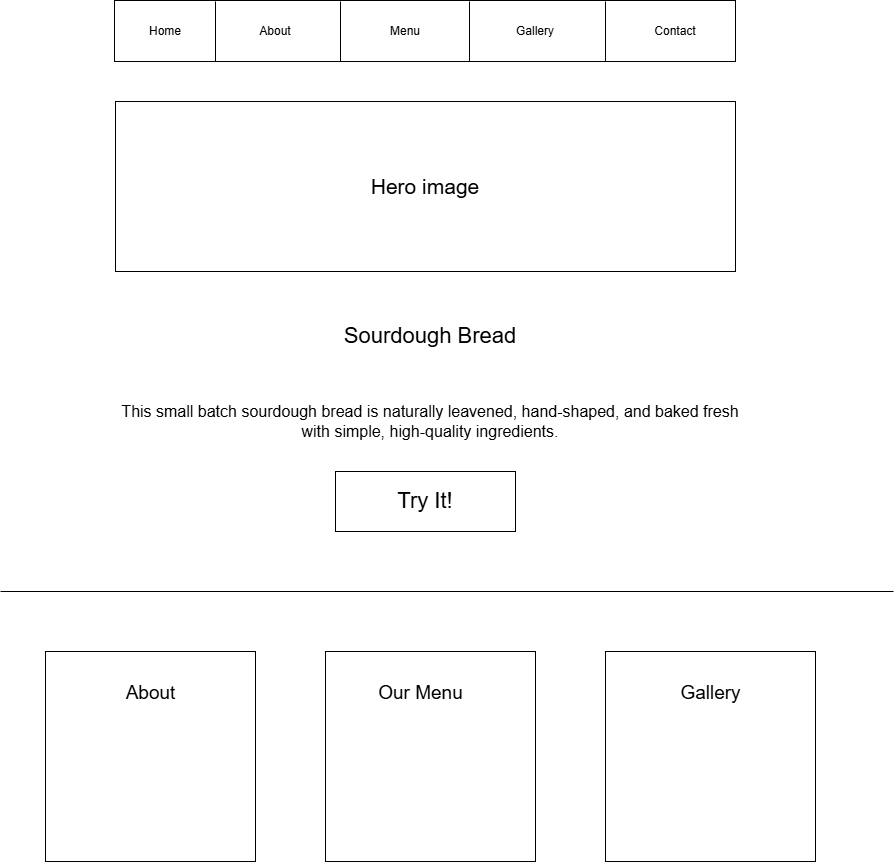 Home
About
Menu
Gallery
Contact
Hero image
Sourdough Bread
This small batch sourdough bread is naturally leavened, hand-shaped, and baked fresh
with simple, high-quality ingredients.
Try It!
About
Our Menu
Gallery